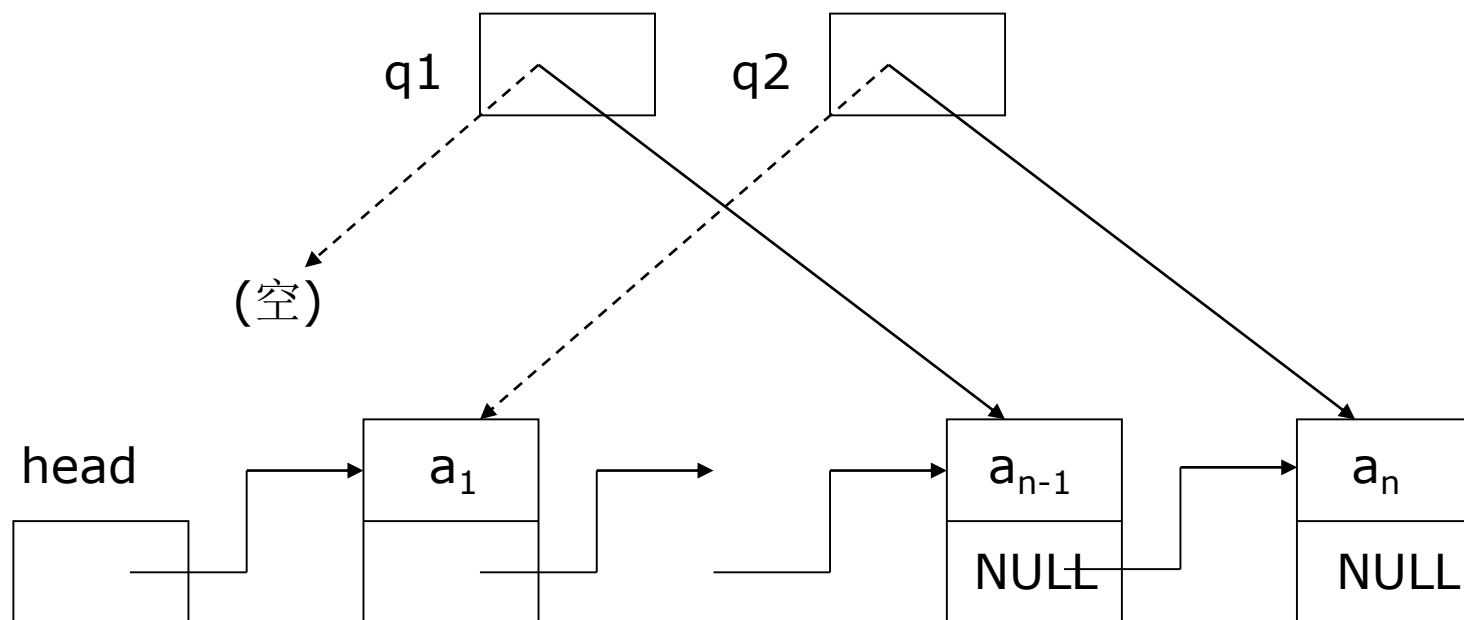 q1
q2
(空)
head
a₁
aₙ₋₁
aₙ
NULL
NULL